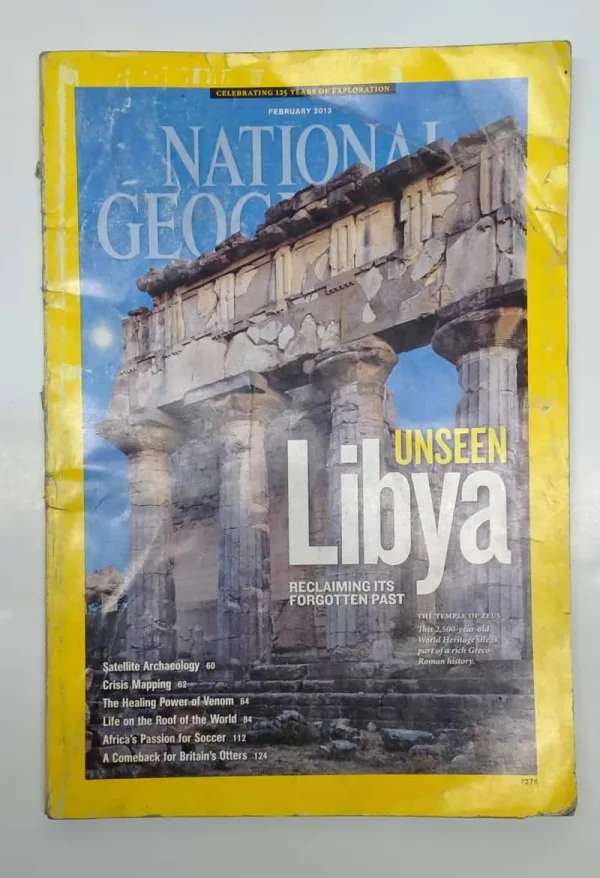 CELEBRATING 125 YEARS OF EXPLORATION
FEBRUARY 2013
NATIONAL
GEOG
UNSEEN
Libya
RECLAIMING ITS
FORGOTTEN PAST
THE TEMPLE OF ZEUS
This 2,500-year-old
World Heritage site is
part of a rich Greco-
Roman history.
Satellite Archaeology 60
Crisis Mapping 62
The Healing Power of Venom 64
Life on the Roof of the World 84
Africa's Passion for Soccer 112
A Comeback for Britain's Otters 124